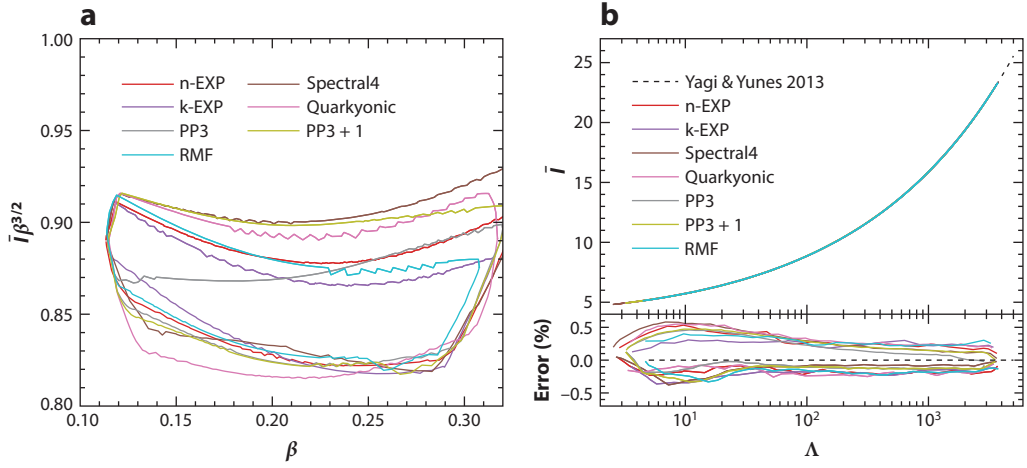 a
1.00
0.95
0.90
0.85
0.80
0.10
0.15
0.20
0.25
0.30
Īβ³/²
β
n-EXP
k-EXP
PP3
RMF
Spectral4
Quarkyonic
PP3 + 1
b
25
20
15
10
5
Ī
Yagi & Yunes 2013
n-EXP
k-EXP
Spectral4
Quarkyonic
PP3
PP3 + 1
RMF
Error (%)
0.5
0.0
−0.5
10¹
10²
10³
Λ